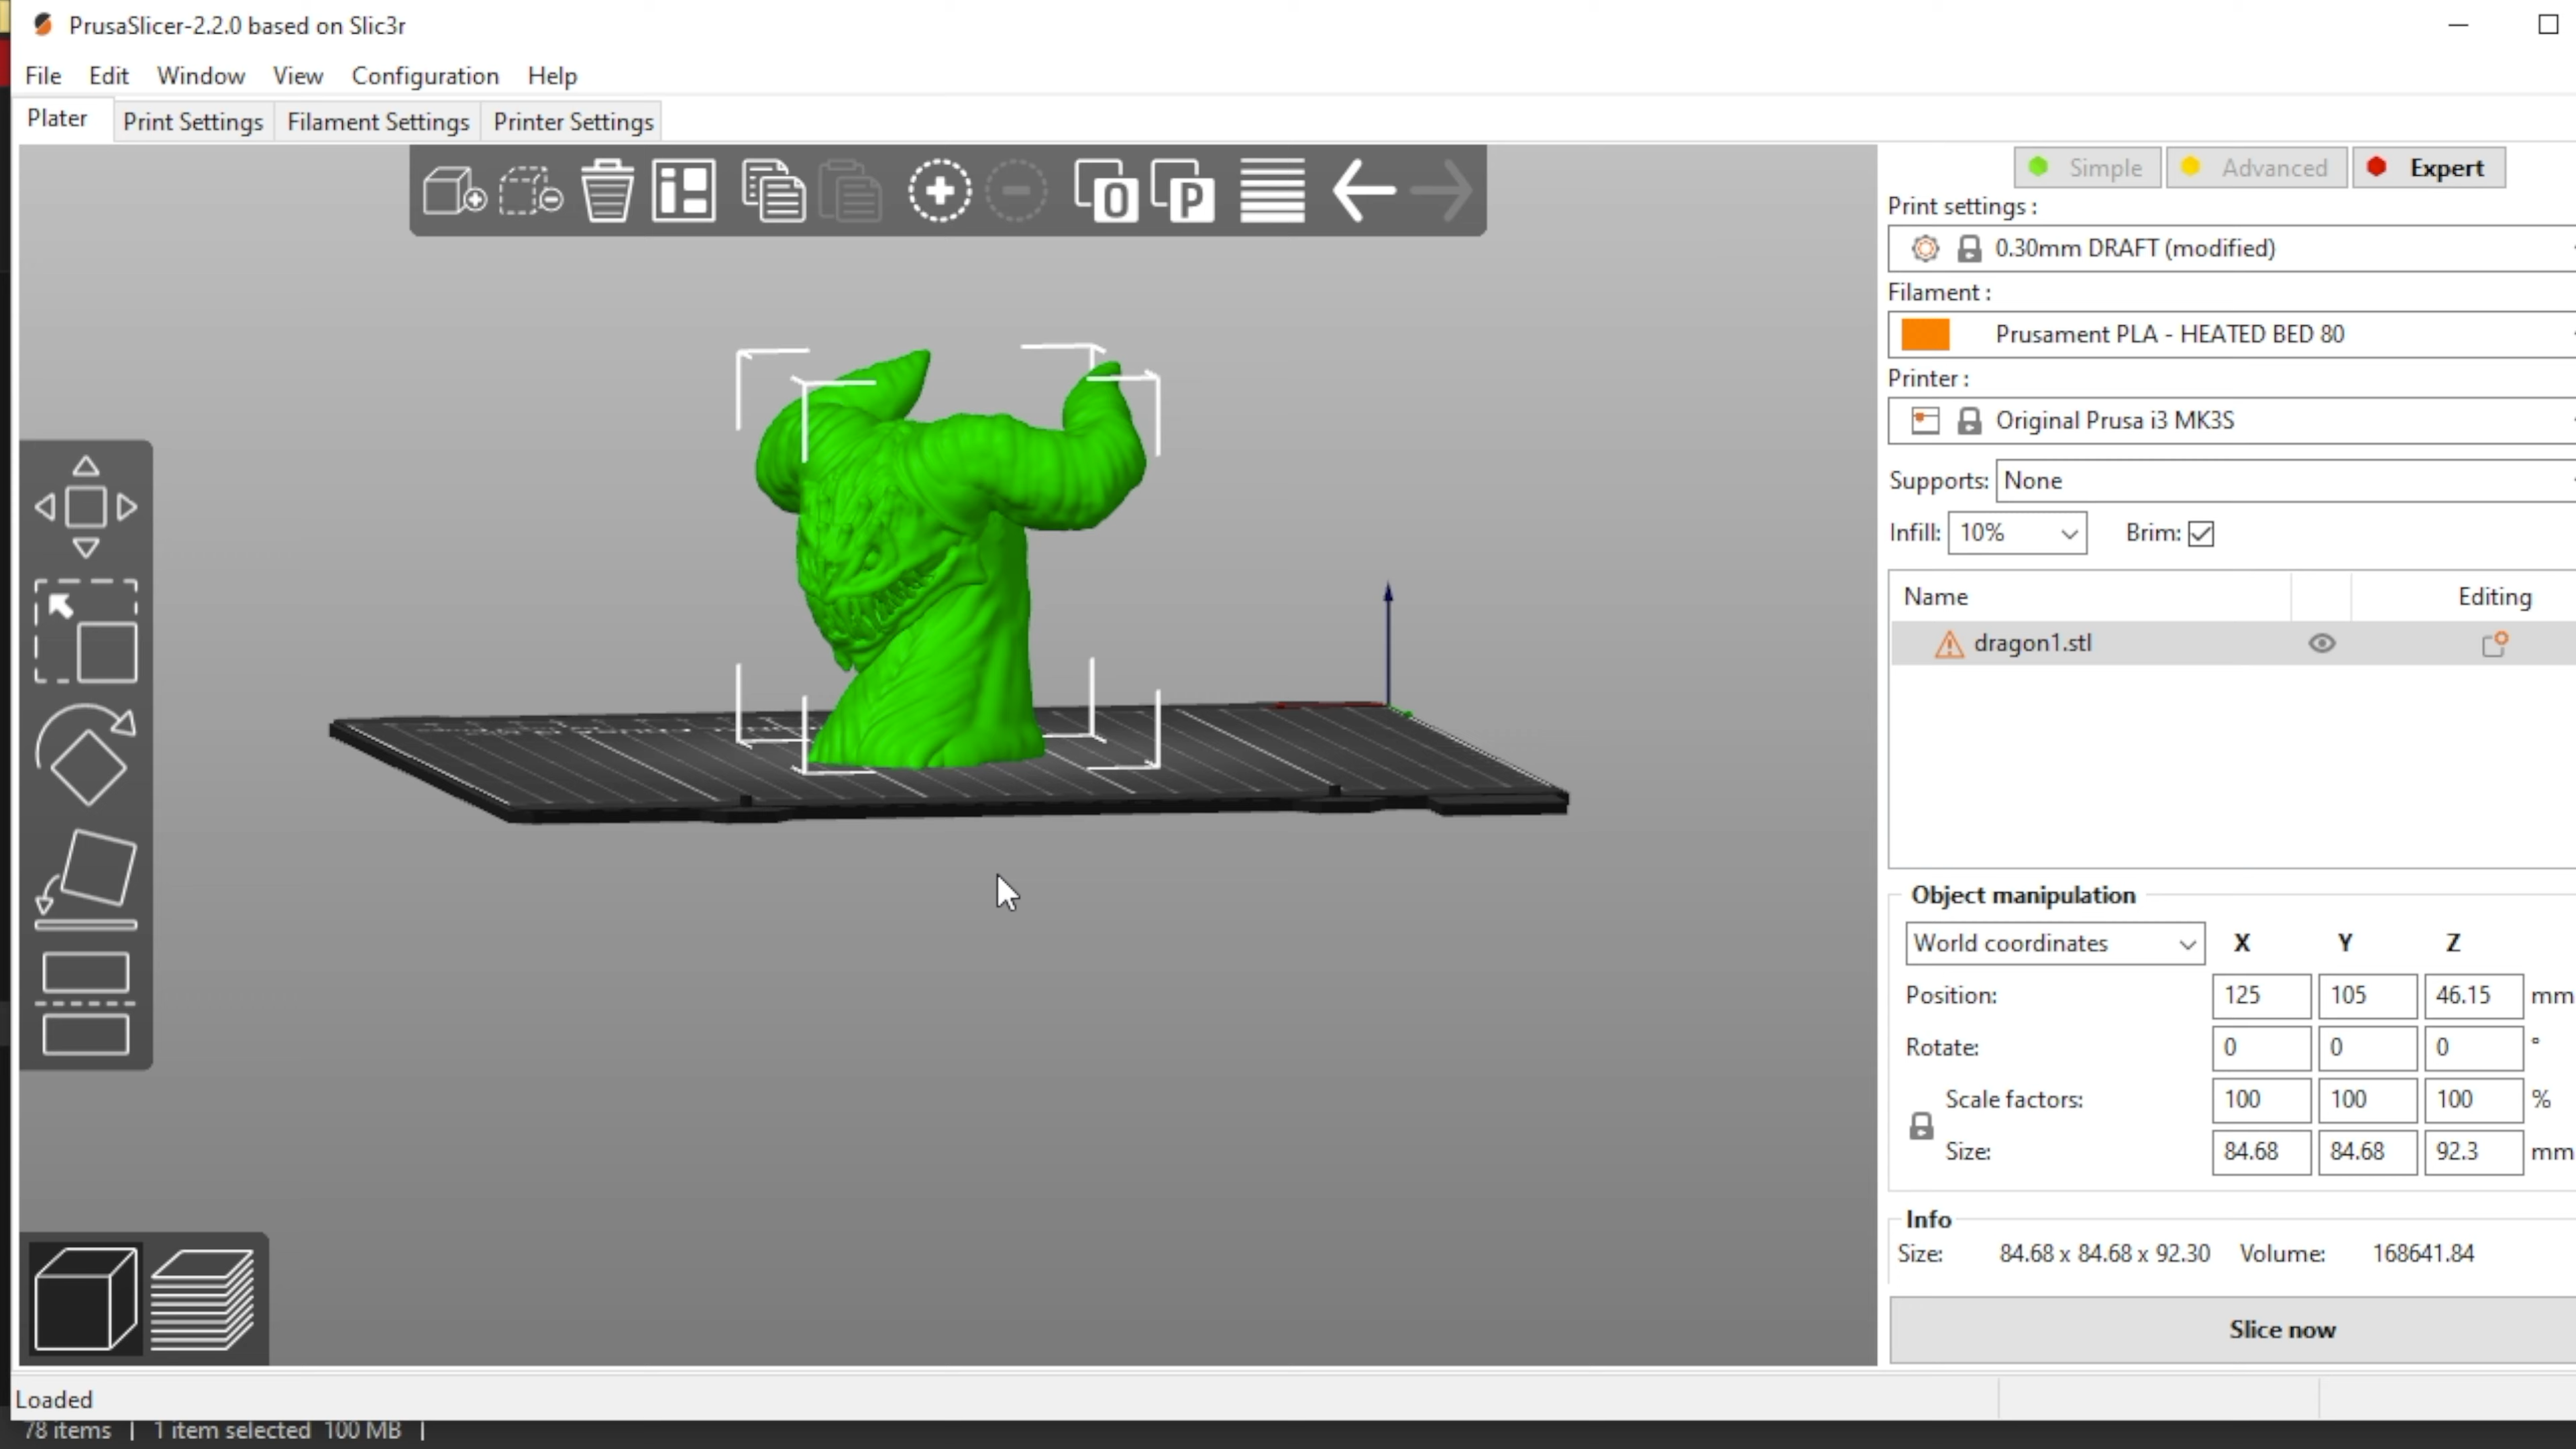 PrusaSlicer-2.2.0 based on Slic3r
File Edit Window View Configuration Help
Plater Print Settings Filament Settings Printer Settings
O P
Simple Advanced Expert
Print settings :
0.30mm DRAFT (modified)
Filament :
Prusament PLA - HEATED BED 80
Printer :
Original Prusa i3 MK3S
Supports: None
Infill: 10% Brim:
Name Editing
dragon1.stl
Object manipulation
World coordinates X Y Z
Position: 125 105 46.15 mm
Rotate: 0 0 0 °
Scale factors: 100 100 100 %
Size: 84.68 84.68 92.3 mm
Info
Size: 84.68 x 84.68 x 92.30 Volume: 168641.84
Slice now
Loaded
78 items | 1 item selected 100 MB |